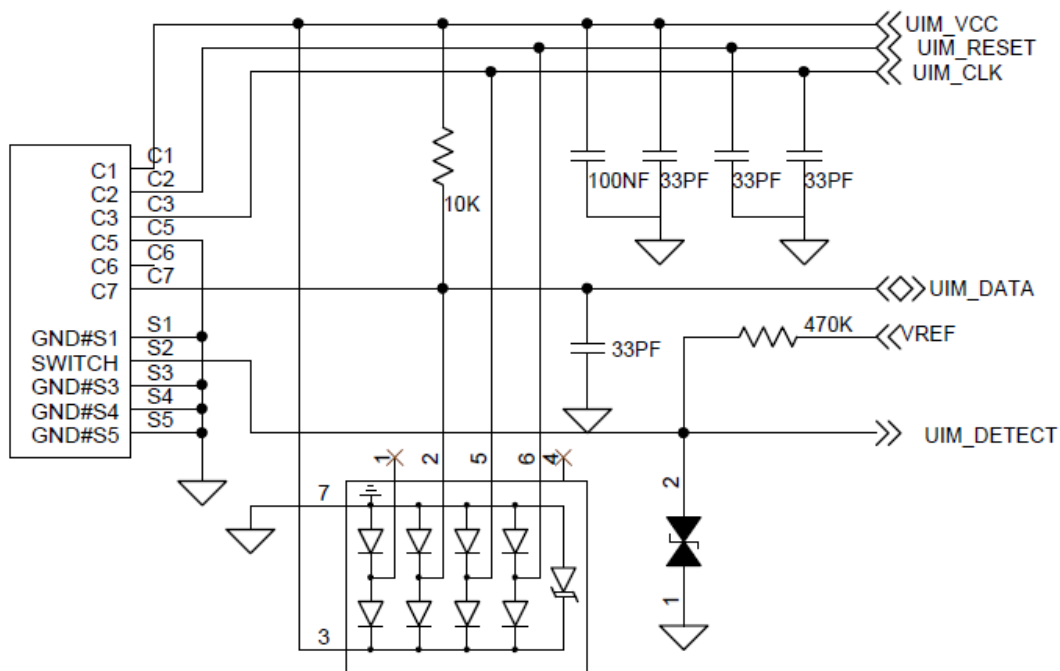 UIM_VCC
UIM_RESET
UIM_CLK
C1 C1
C2 C2
C3 C3
C5 C5
C6 C6
C7 C7
100NF 33PF 33PF 33PF
10K
UIM_DATA
GND#S1 S1
SWITCH S2
GND#S3 S3
GND#S4 S4
GND#S5 S5
33PF
470K
VREF
UIM_DETECT
1 2 5 6 4
7
3
2
1